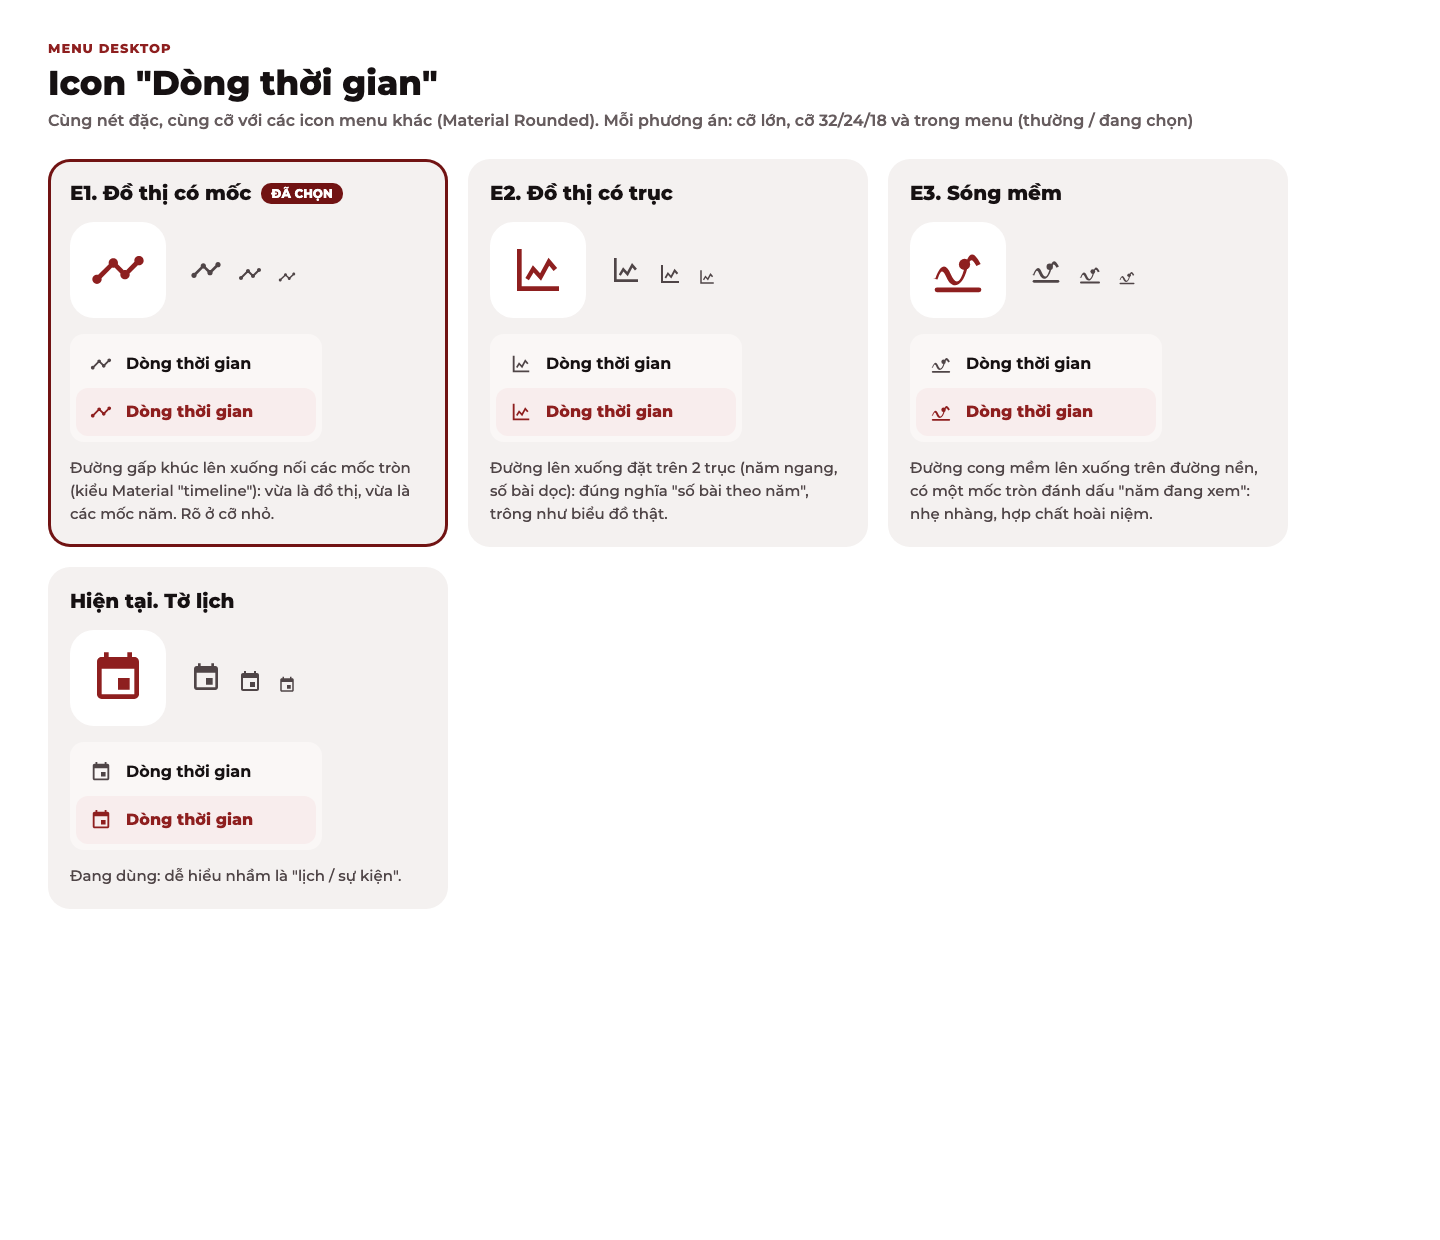 MENU DESKTOP
Icon "Dòng thời gian"
Cùng nét đặc, cùng cỡ với các icon menu khác (Material Rounded). Mỗi phương án: cỡ lớn, cỡ 32/24/18 và trong menu (thường / đang chọn)
E1. Đồ thị có mốc ĐÃ CHỌN
Dòng thời gian
Dòng thời gian
Đường gấp khúc lên xuống nối các mốc tròn
(kiểu Material "timeline"): vừa là đồ thị, vừa là
các mốc năm. Rõ ở cỡ nhỏ.
E2. Đồ thị có trục
Dòng thời gian
Dòng thời gian
Đường lên xuống đặt trên 2 trục (năm ngang,
số bài dọc): đúng nghĩa "số bài theo năm",
trông như biểu đồ thật.
E3. Sóng mềm
Dòng thời gian
Dòng thời gian
Đường cong mềm lên xuống trên đường nền,
có một mốc tròn đánh dấu "năm đang xem":
nhẹ nhàng, hợp chất hoài niệm.
Hiện tại. Tờ lịch
Dòng thời gian
Dòng thời gian
Đang dùng: dễ hiểu nhầm là "lịch / sự kiện".